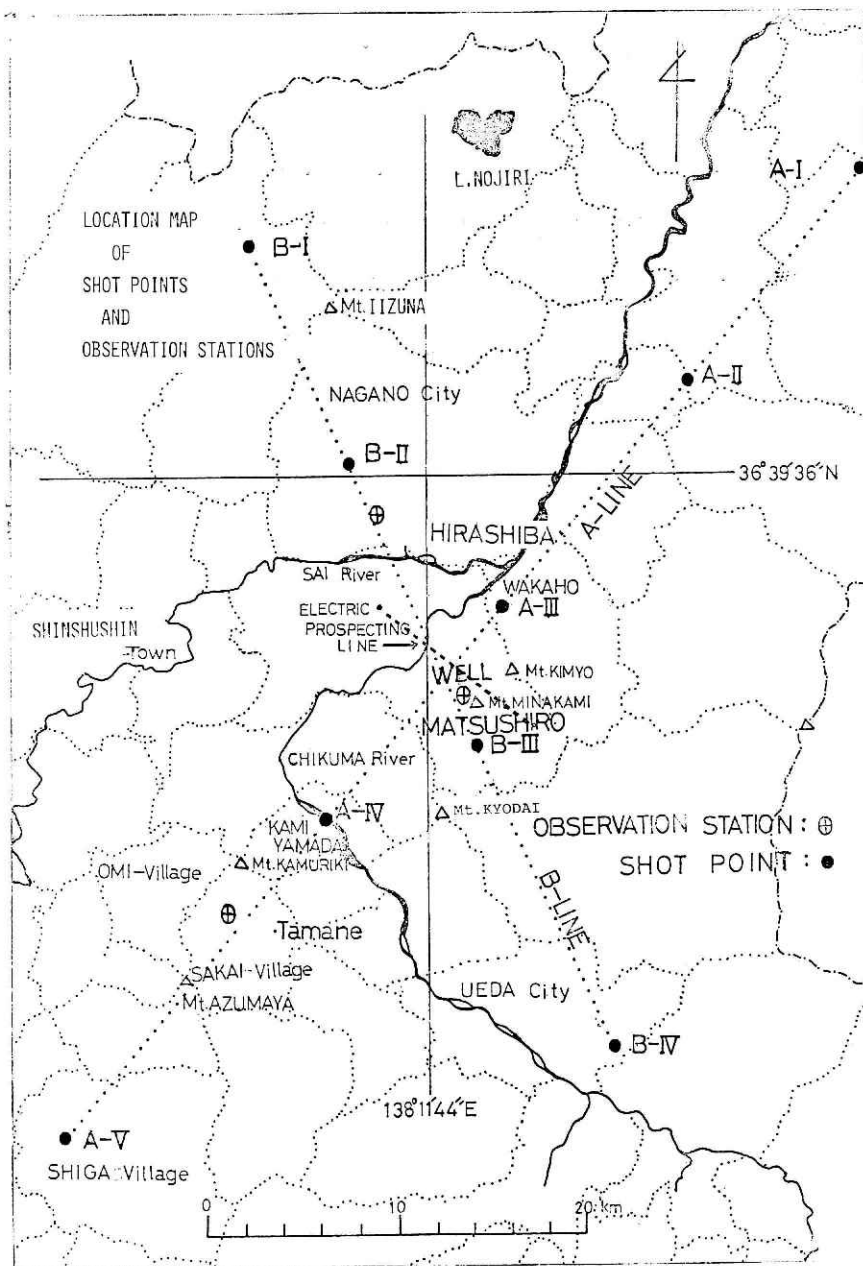 LOCATION MAP
OF
SHOT POINTS
AND
OBSERVATION STATIONS
L.NOJIRI
A-I
B-I
Mt.IIZUNA
A-II
NAGANO City
B-II
36°39'36"N
A-LINE
HIRASHIBA
SAI River
WAKAHO
A-III
ELECTRIC
PROSPECTING
LINE
SHINSHUSHIN
Town
WELL
Mt.KIMYO
Mt.MINAKAMI
MATSUSHIRO
B-III
CHIKUMA River
A-IV
Mt.KYODAI
KAMI
YAMADA
OBSERVATION STATION :
SHOT POINT :
OMI-Village
Mt.KAMURIKI
B-LINE
Tamane
SAKAI-Village
Mt.AZUMAYA
UEDA City
B-IV
138°11'44"E
A-V
SHIGA Village
0 10 20 km